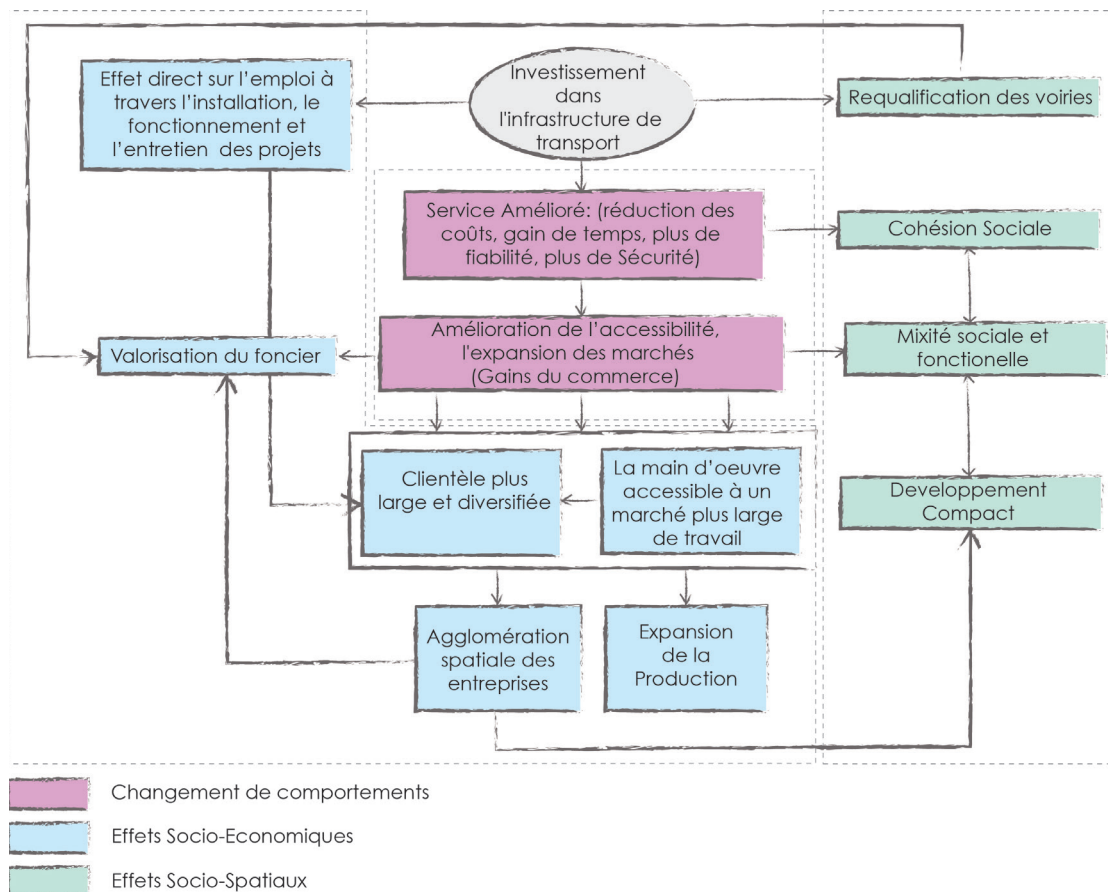 Investissement
dans
l'infrastructure de
transport
Effet direct sur l'emploi à
travers l'installation, le
fonctionnement et
l'entretien des projets
Requalification des voiries
Service Amélioré: (réduction des
coûts, gain de temps, plus de
fiabilité, plus de Sécurité)
Cohésion Sociale
Valorisation du foncier
Amélioration de l'accessibilité,
l'expansion des marchés
(Gains du commerce)
Mixité sociale et
fonctionelle
Clientèle plus
large et diversifiée
La main d'oeuvre
accessible à un
marché plus large
de travail
Developpement
Compact
Agglomération
spatiale des
entreprises
Expansion
de la
Production
Changement de comportements
Effets Socio-Economiques
Effets Socio-Spatiaux